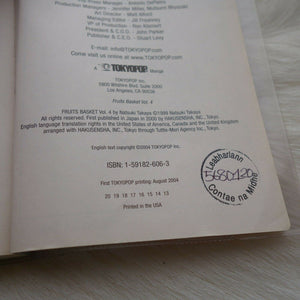 Production Managers - Jennifer Miller, Mutsumi Miyazaki
Art Director - Matt Alford
Managing Editor - Jill Freshney
VP of Production - Ron Klamert
President & C.O.O. - John Parker
Publisher & C.E.O. - Stuart Levy
E-mail: info@TOKYOPOP.com
Come visit us online at www.TOKYOPOP.com
A TOKYOPOP Manga
TOKYOPOP Inc.
5900 Wilshire Blvd. Suite 2000
Los Angeles, CA 90036
Fruits Basket Vol. 4
FRUITS BASKET Vol. 4 by Natsuki Takaya ©1999 Natsuki Takaya
All rights reserved. First published in Japan in 2000 by HAKUSENSHA, INC., Tokyo
English language translation rights in the United States of America, Canada and the United Kingdom
arranged with HAKUSENSHA, INC., Tokyo through Tuttle-Mori Agency Inc., Tokyo.
English text copyright ©2004 TOKYOPOP Inc.
ISBN: 1-59182-606-3
First TOKYOPOP printing: August 2004
20 19 18 17 16 15 14 13
Printed in the USA
Leabharlann
5680120
Contae na Midhe